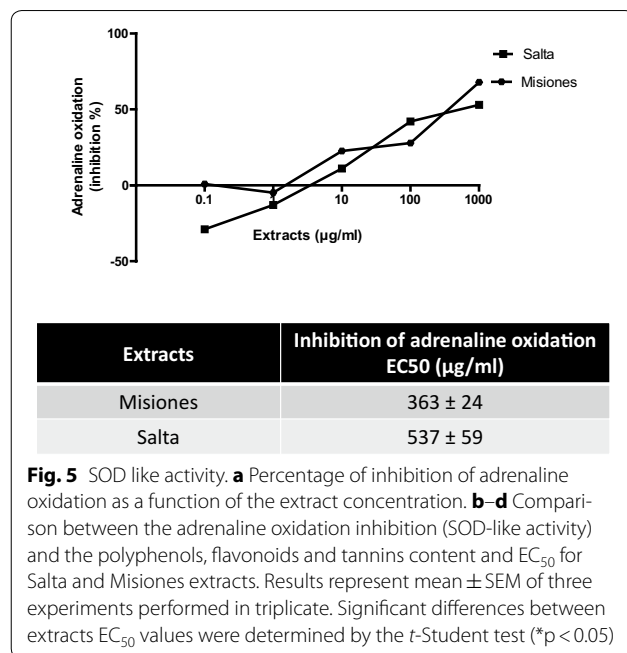 100
50
0
-50
Adrenaline oxidation
(inhibition %)
0.1
10
100
1000
Extracts (µg/ml)
Salta
Misiones
Extracts
Inhibition of adrenaline oxidation
EC50 (µg/ml)
Misiones
363 ± 24
Salta
537 ± 59
Fig. 5 SOD like activity. a Percentage of inhibition of adrenaline
oxidation as a function of the extract concentration. b–d Compari-
son between the adrenaline oxidation inhibition (SOD-like activity)
and the polyphenols, flavonoids and tannins content and EC50 for
Salta and Misiones extracts. Results represent mean ± SEM of three
experiments performed in triplicate. Significant differences between
extracts EC50 values were determined by the t-Student test (*p < 0.05)